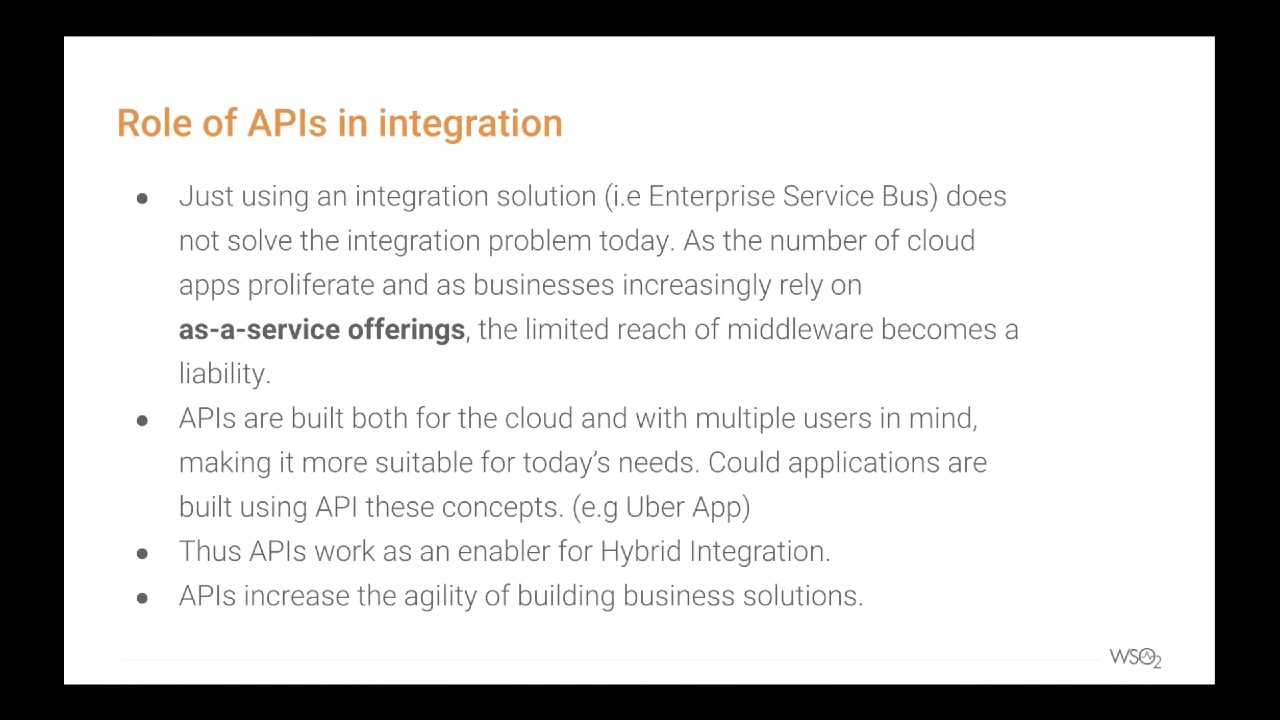 Role of APIs in integration
● Just using an integration solution (i.e Enterprise Service Bus) does
not solve the integration problem today. As the number of cloud
apps proliferate and as businesses increasingly rely on
as-a-service offerings, the limited reach of middleware becomes a
liability.
● APIs are built both for the cloud and with multiple users in mind,
making it more suitable for today's needs. Could applications are
built using API these concepts. (e.g Uber App)
● Thus APIs work as an enabler for Hybrid Integration.
● APIs increase the agility of building business solutions.
WSO2